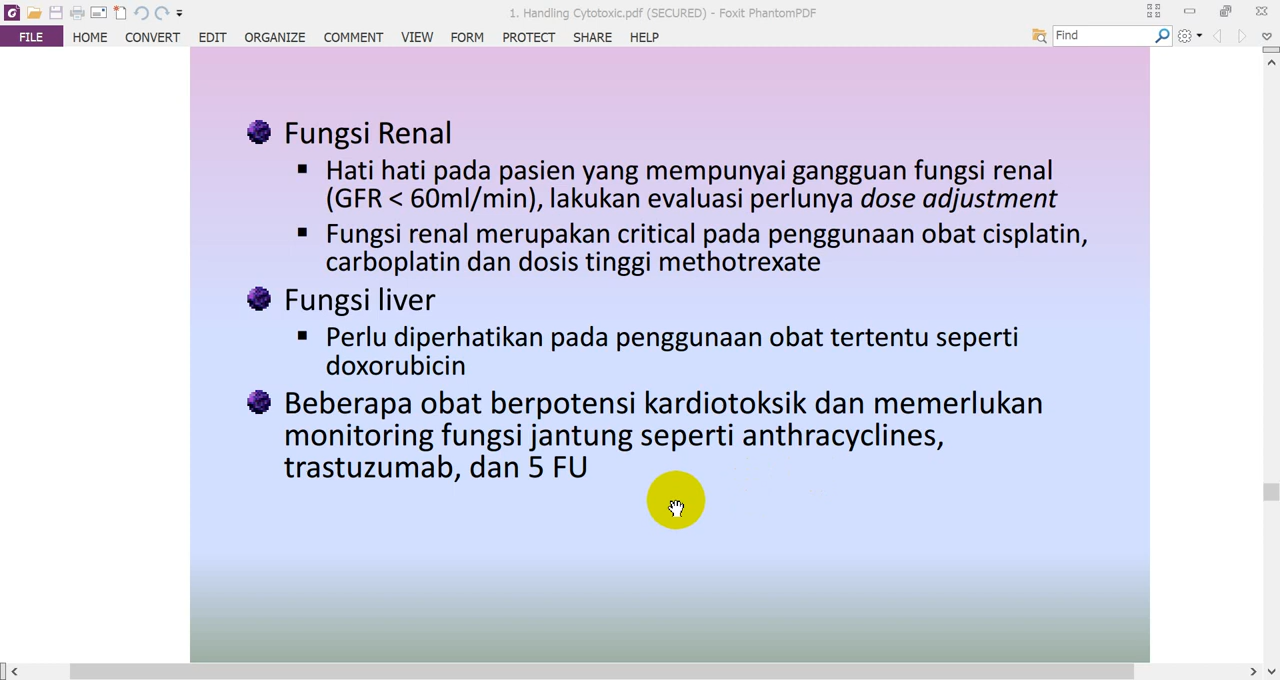 1. Handling Cytotoxic.pdf (SECURED) - Foxit PhantomPDF
FILE HOME CONVERT EDIT ORGANIZE COMMENT VIEW FORM PROTECT SHARE HELP Find
Fungsi Renal
Hati hati pada pasien yang mempunyai gangguan fungsi renal
(GFR < 60ml/min), lakukan evaluasi perlunya dose adjustment
Fungsi renal merupakan critical pada penggunaan obat cisplatin,
carboplatin dan dosis tinggi methotrexate
Fungsi liver
Perlu diperhatikan pada penggunaan obat tertentu seperti
doxorubicin
Beberapa obat berpotensi kardiotoksik dan memerlukan
monitoring fungsi jantung seperti anthracyclines,
trastuzumab, dan 5 FU